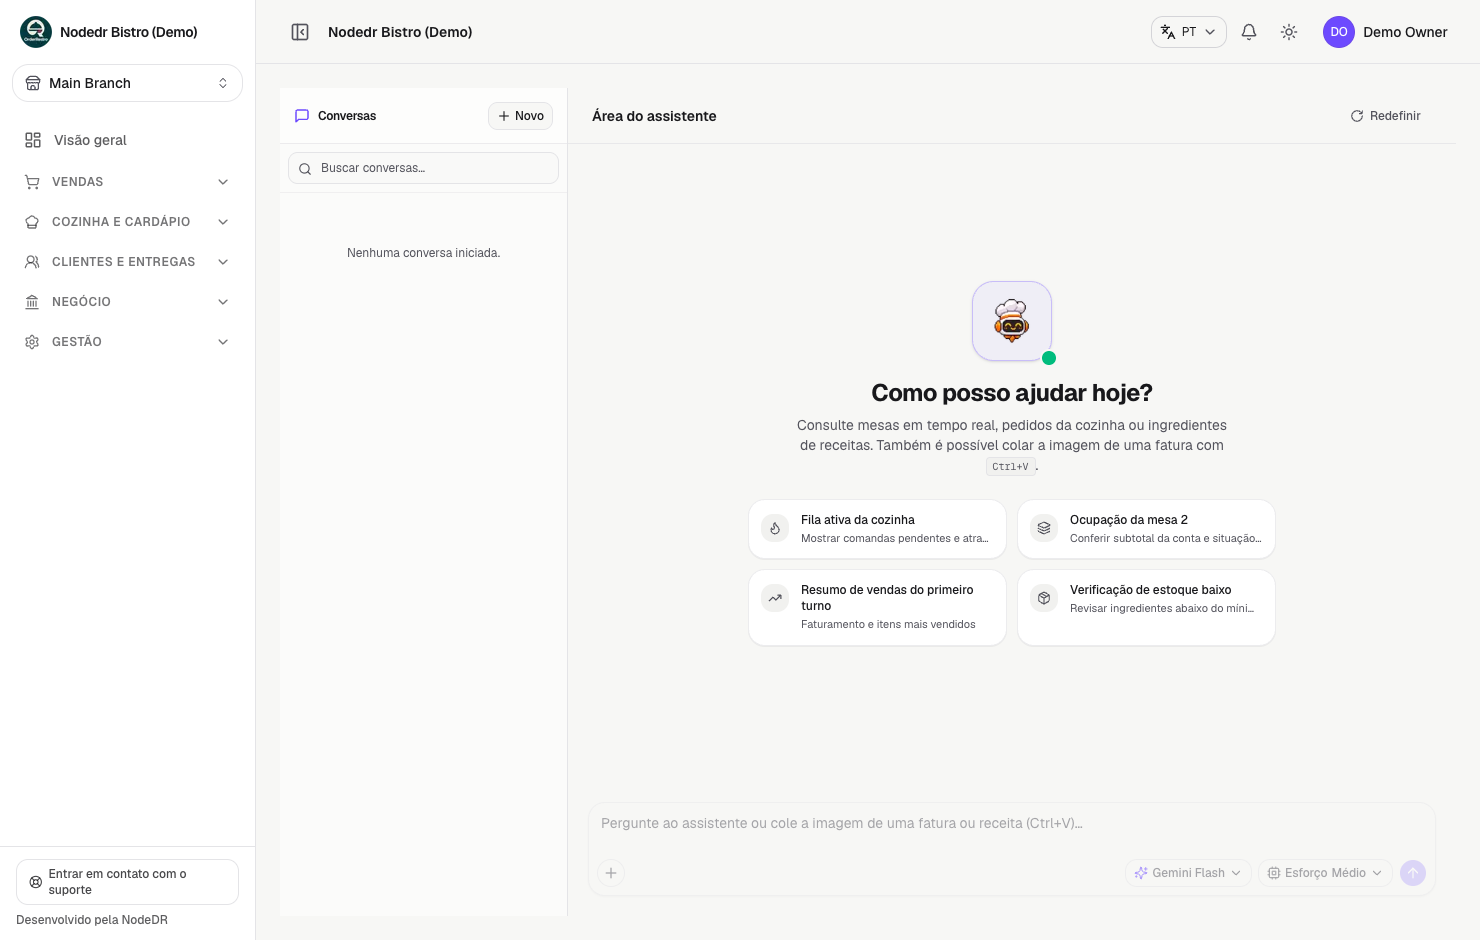 Nodedr Bistro (Demo)
Main Branch
Visão geral
VENDAS
COZINHA E CARDÁPIO
CLIENTES E ENTREGAS
NEGÓCIO
GESTÃO
Entrar em contato com o
suporte
Desenvolvido pela NodeDR
Nodedr Bistro (Demo)
PT
DO
Demo Owner
Conversas
Novo
Buscar conversas...
Nenhuma conversa iniciada.
Área do assistente
Redefinir
Como posso ajudar hoje?
Consulte mesas em tempo real, pedidos da cozinha ou ingredientes
de receitas. Também é possível colar a imagem de uma fatura com
Ctrl+V.
Fila ativa da cozinha
Mostrar comandas pendentes e atra...
Ocupação da mesa 2
Conferir subtotal da conta e situação...
Resumo de vendas do primeiro
turno
Faturamento e itens mais vendidos
Verificação de estoque baixo
Revisar ingredientes abaixo do míni...
Pergunte ao assistente ou cole a imagem de uma fatura ou receita (Ctrl+V)...
Gemini Flash
Esforço Médio